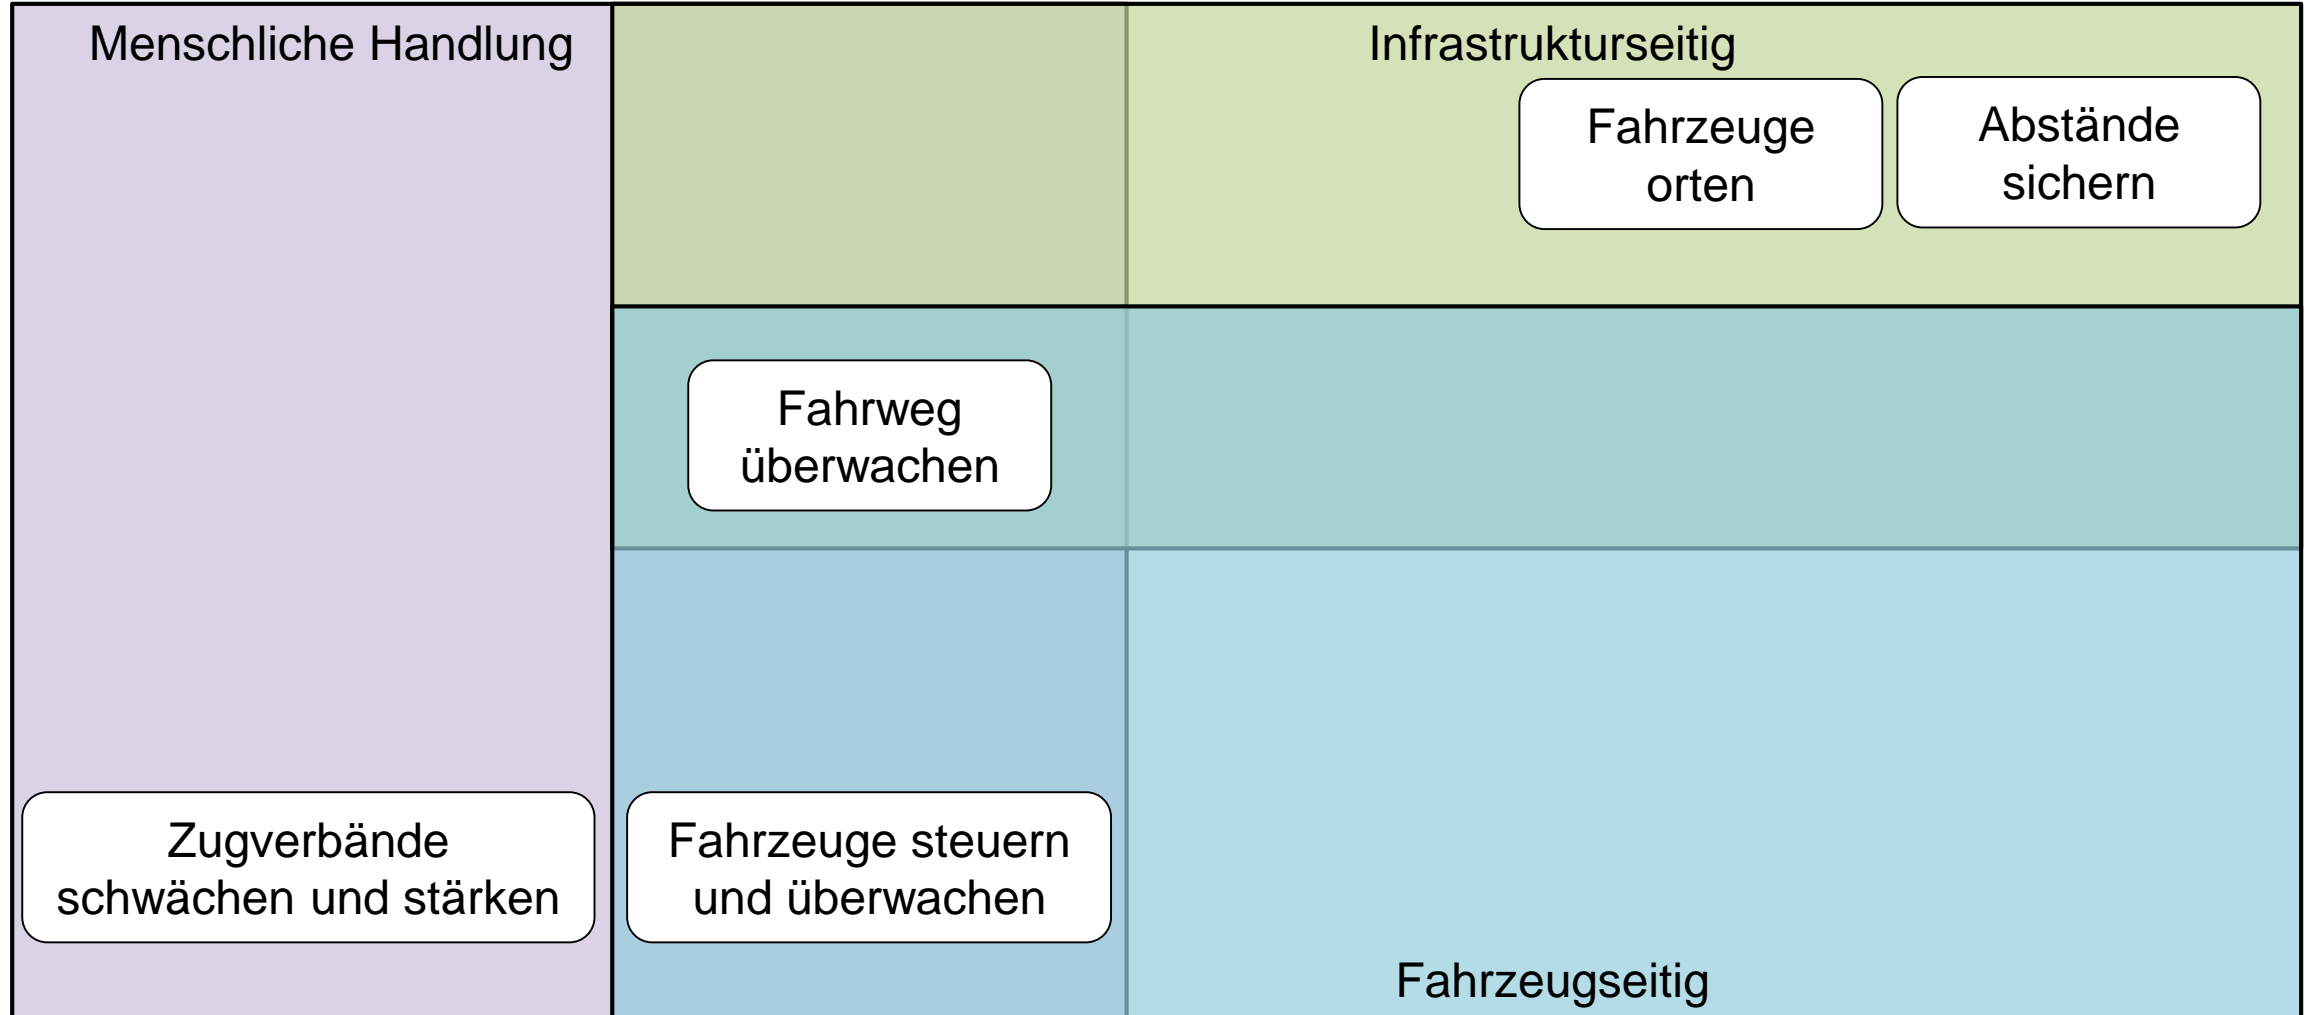 Menschliche Handlung
Infrastrukturseitig
Fahrzeuge
orten
Abstände
sichern
Fahrweg
überwachen
Zugverbände
schwächen und stärken
Fahrzeuge steuern
und überwachen
Fahrzeugseitig